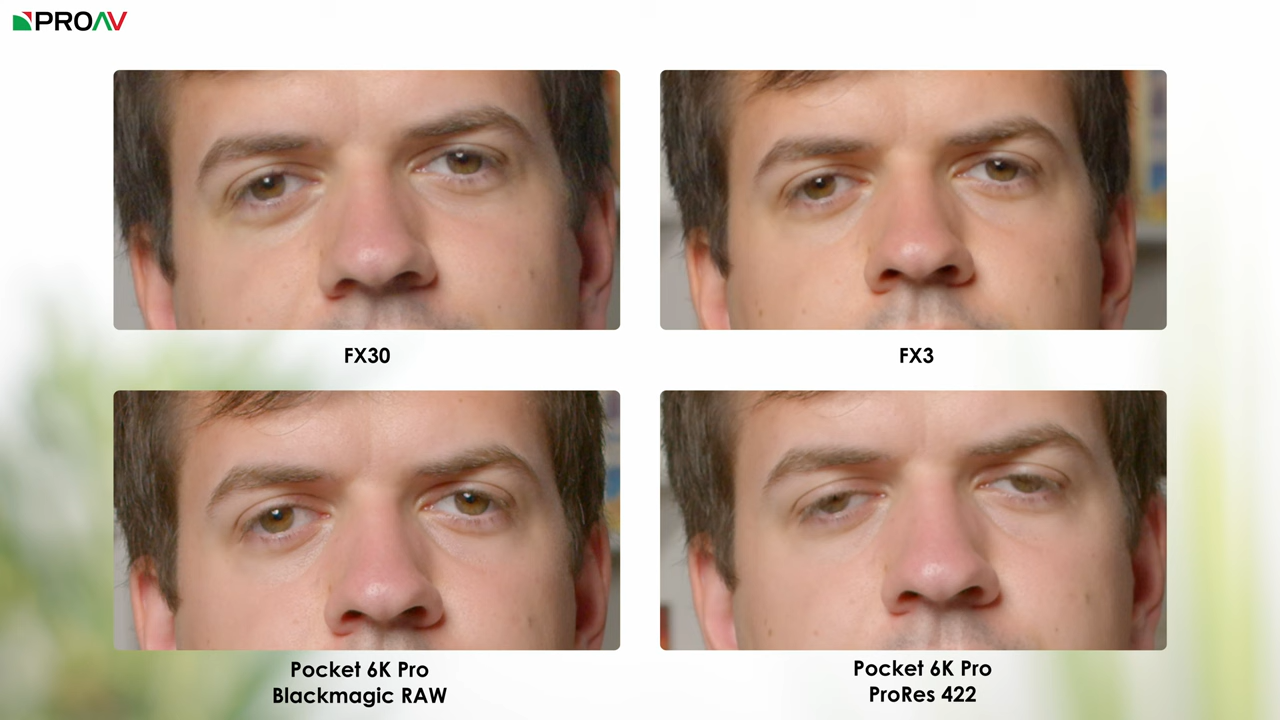 PROAV
FX30
FX3
Pocket 6K Pro
Blackmagic RAW
Pocket 6K Pro
ProRes 422